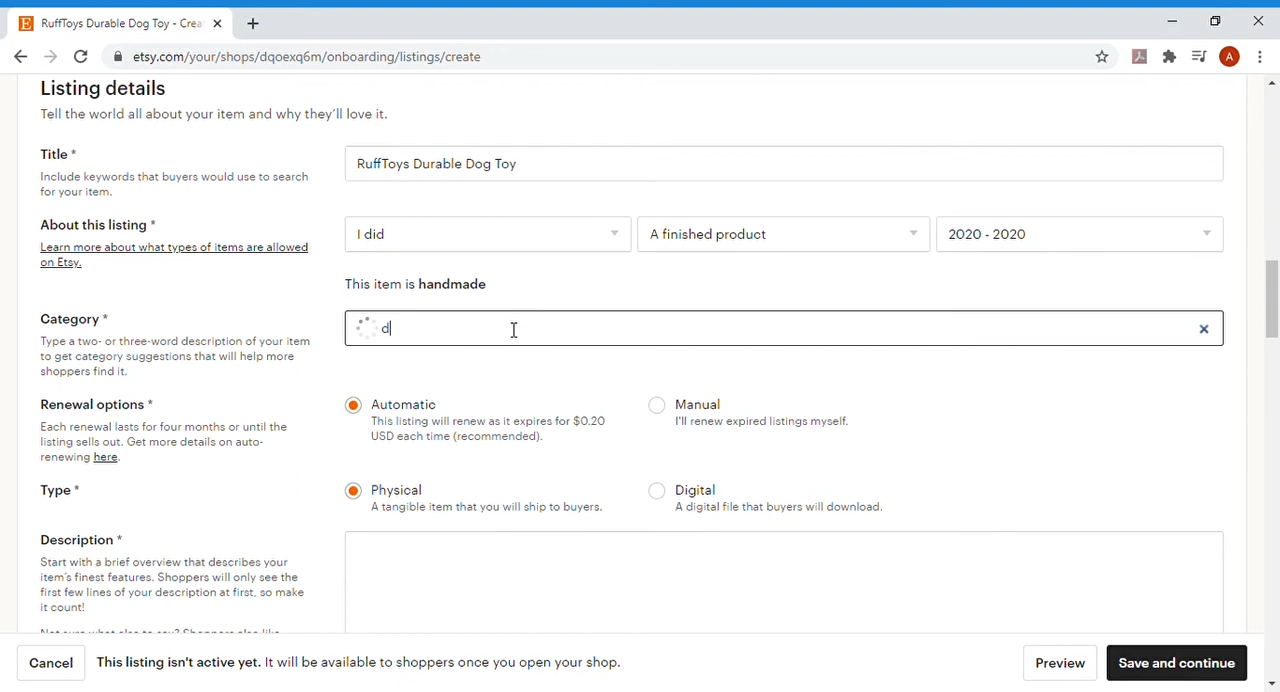 RuffToys Durable Dog Toy - Crea
etsy.com/your/shops/dqoexq6m/onboarding/listings/create
A
Listing details
Tell the world all about your item and why they'll love it.
Title *
Include keywords that buyers would use to search
for your item.
RuffToys Durable Dog Toy
About this listing *
Learn more about what types of items are allowed
on Etsy.
I did
A finished product
2020 - 2020
This item is handmade
Category *
Type a two- or three-word description of your item
to get category suggestions that will help more
shoppers find it.
d
Renewal options *
Each renewal lasts for four months or until the
listing sells out. Get more details on auto-
renewing here.
Automatic
This listing will renew as it expires for $0.20
USD each time (recommended).
Manual
I'll renew expired listings myself.
Type *
Physical
A tangible item that you will ship to buyers.
Digital
A digital file that buyers will download.
Description *
Start with a brief overview that describes your
item's finest features. Shoppers will only see the
first few lines of your description at first, so make
it count!
Not sure what else to say? Shoppers also like
Cancel
This listing isn't active yet. It will be available to shoppers once you open your shop.
Preview
Save and continue